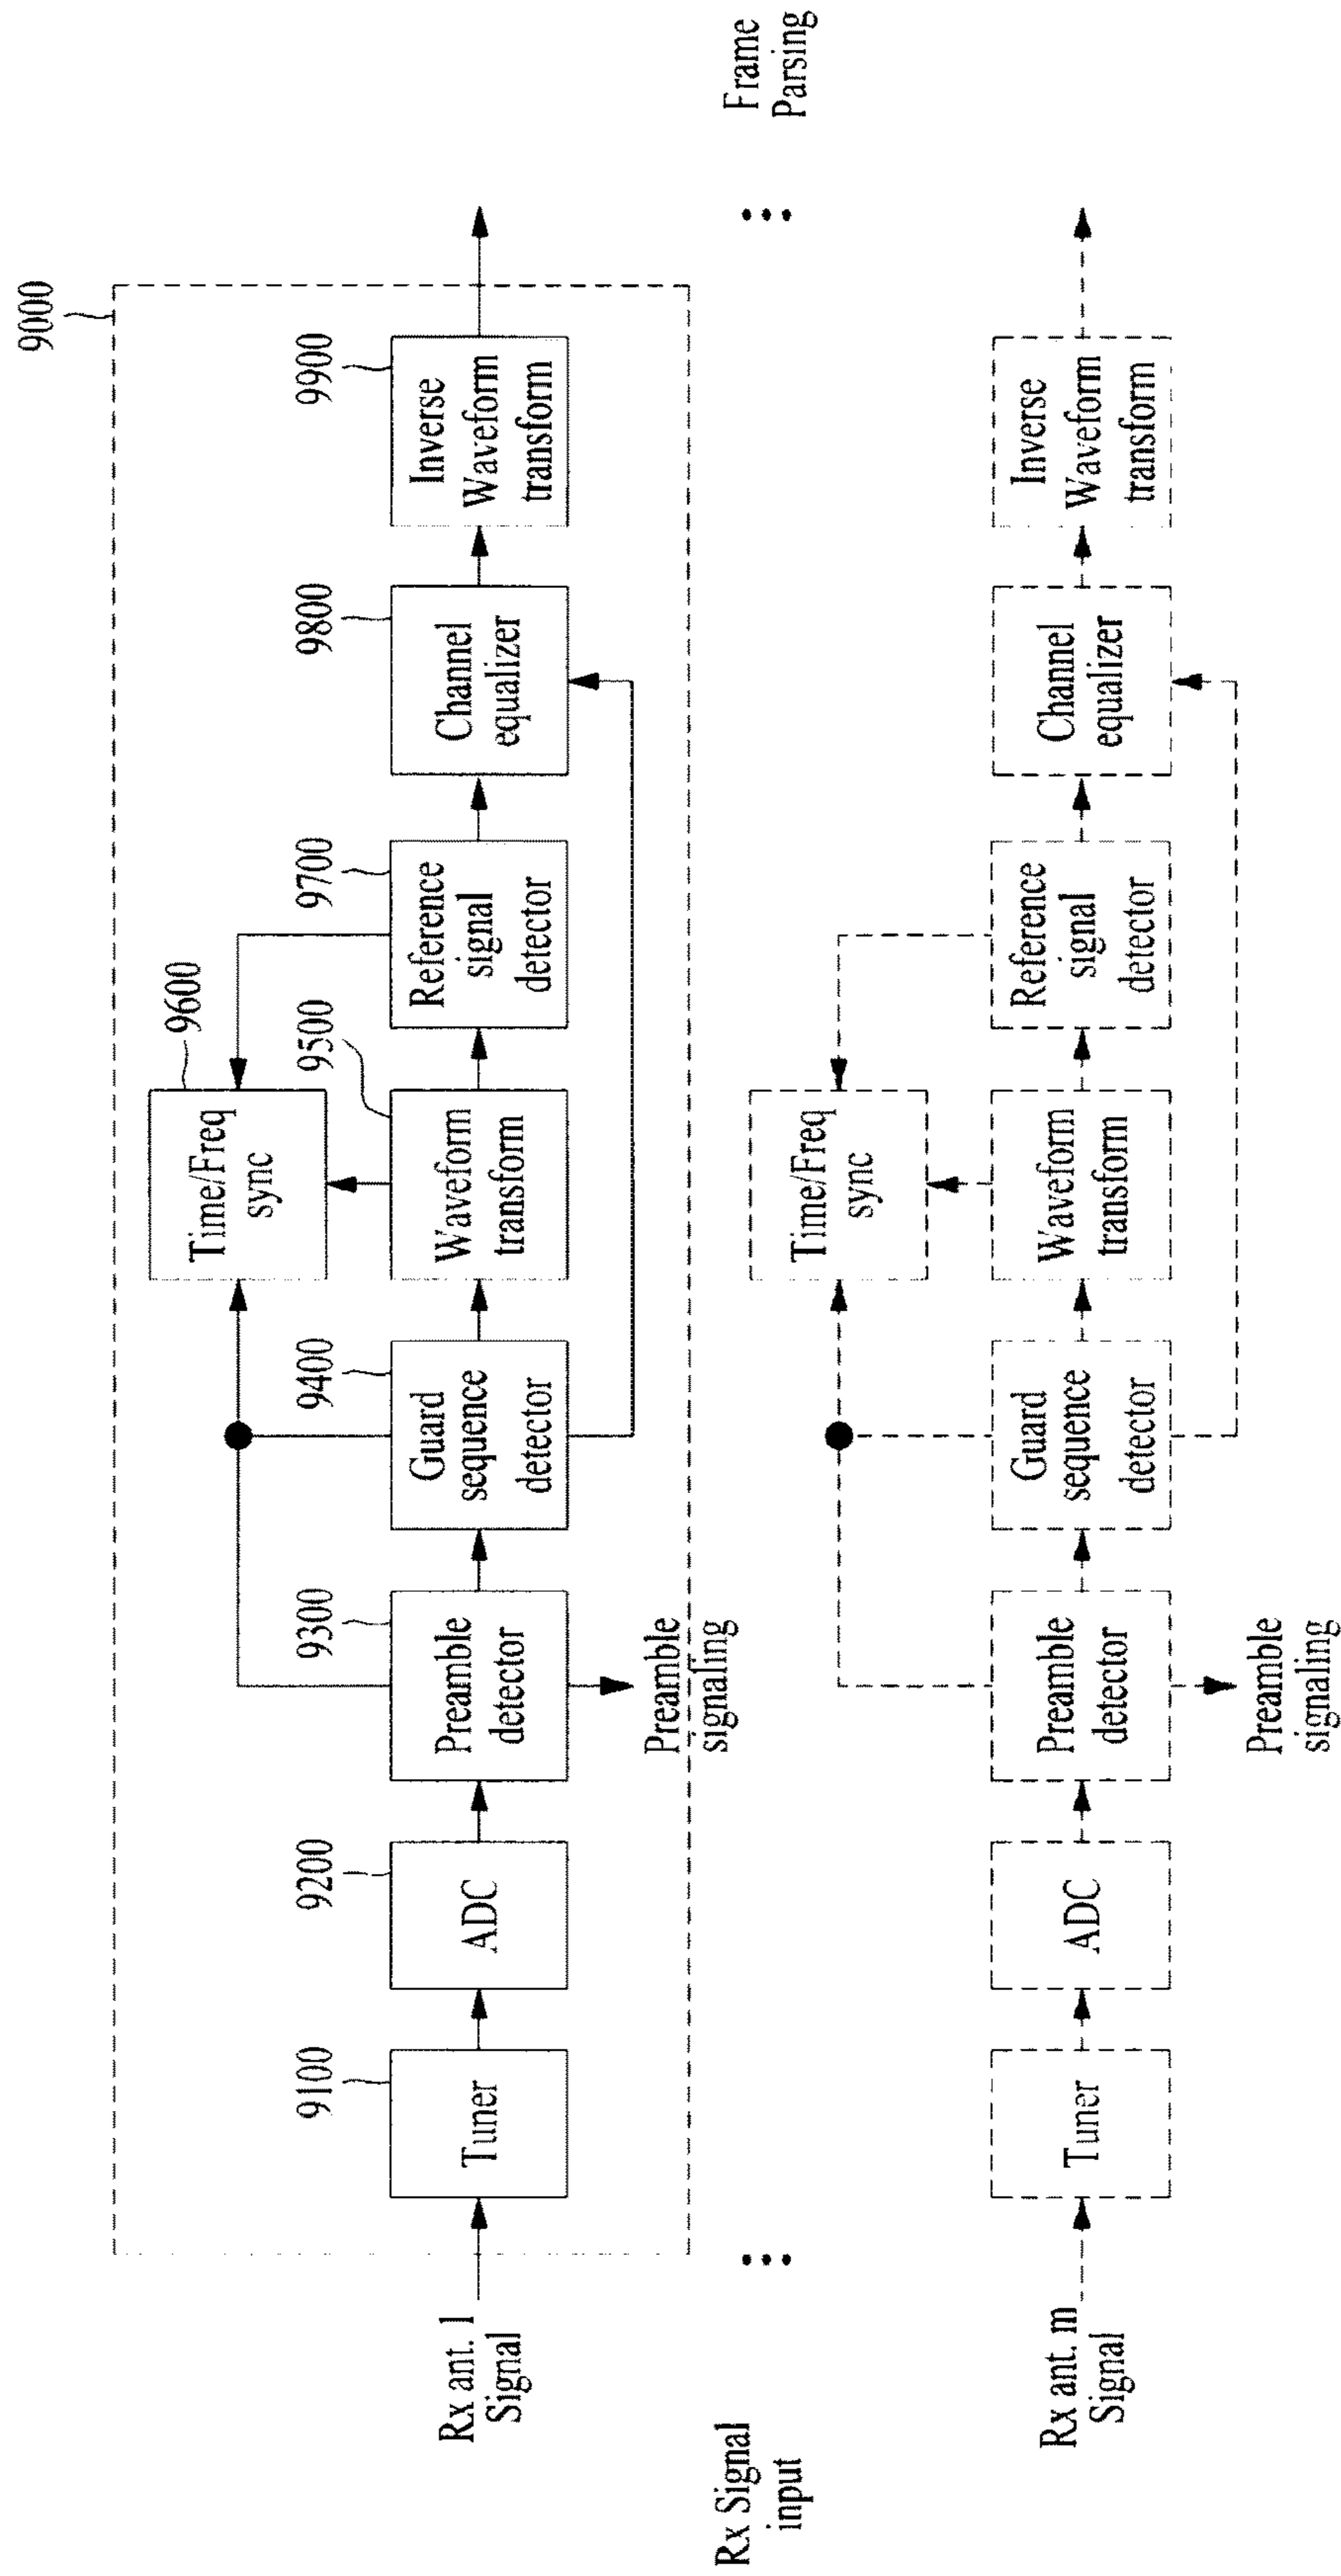 9000
9600
Time/Freq
sync
9100
9200
9300
9400
9500
9700
9800
9900
Rx ant. 1
Signal
Tuner
ADC
Preamble
detector
Guard
sequence
detector
Waveform
transform
Reference
signal
detector
Channel
equalizer
Inverse
Waveform
transform
Preamble
signaling
Rx Signal
input
Frame
Parsing
Time/Freq
sync
Rx ant. m
Signal
Tuner
ADC
Preamble
detector
Guard
sequence
detector
Waveform
transform
Reference
signal
detector
Channel
equalizer
Inverse
Waveform
transform
Preamble
signaling